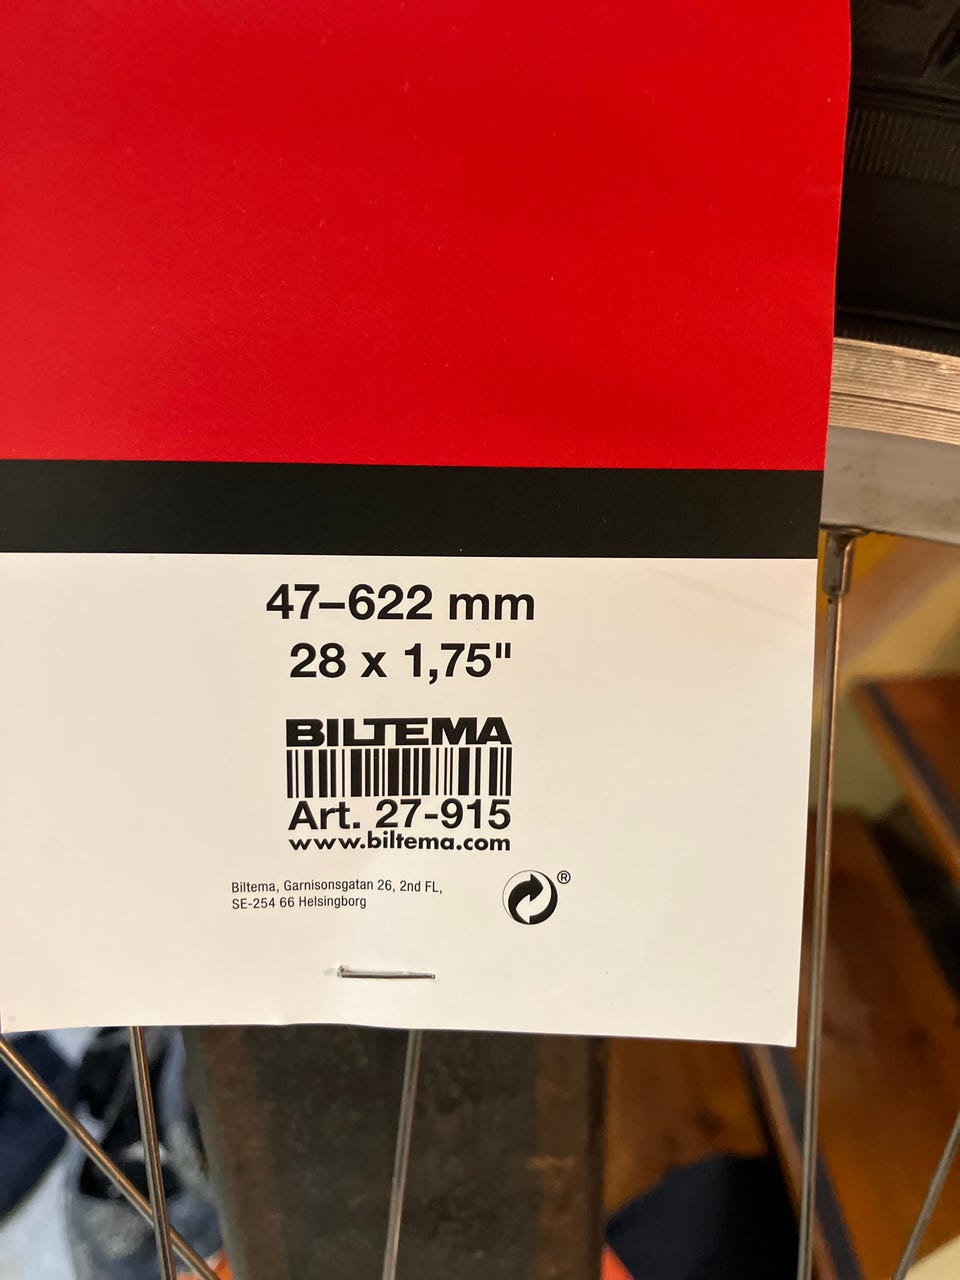 47–622 mm
28 x 1,75"
BILTEMA
Art. 27-915
www.biltema.com
Biltema, Garnisonsgatan 26, 2nd FL,
SE-254 66 Helsingborg
®